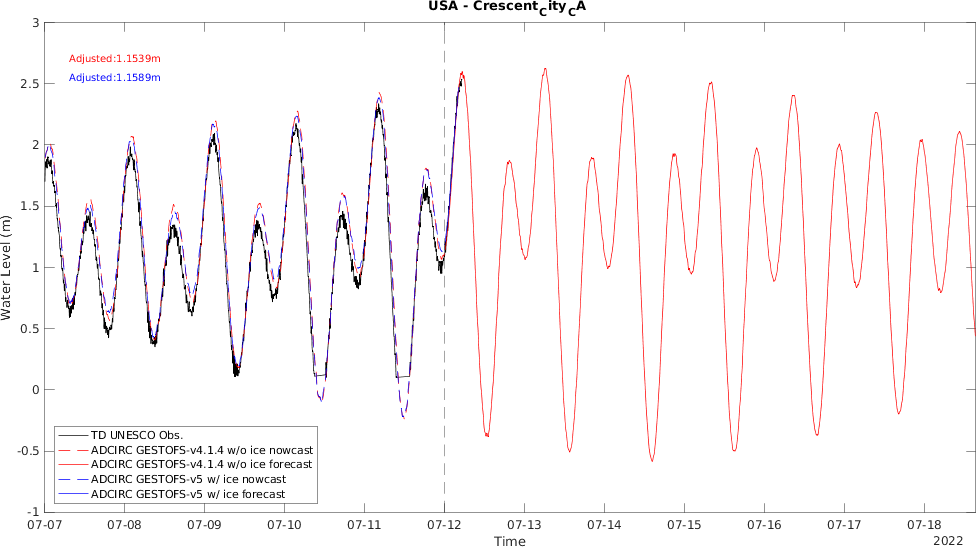 USA - CrescentCityCA
3
2.5
2
1.5
1
0.5
0
-0.5
-1
Water Level (m)
Adjusted:1.1539m
Adjusted:1.1589m
TD UNESCO Obs.
ADCIRC GESTOFS-v4.1.4 w/o ice nowcast
ADCIRC GESTOFS-v4.1.4 w/o ice forecast
ADCIRC GESTOFS-v5 w/ ice nowcast
ADCIRC GESTOFS-v5 w/ ice forecast
07-07 07-08 07-09 07-10 07-11 07-12 07-13 07-14 07-15 07-16 07-17 07-18
Time
2022